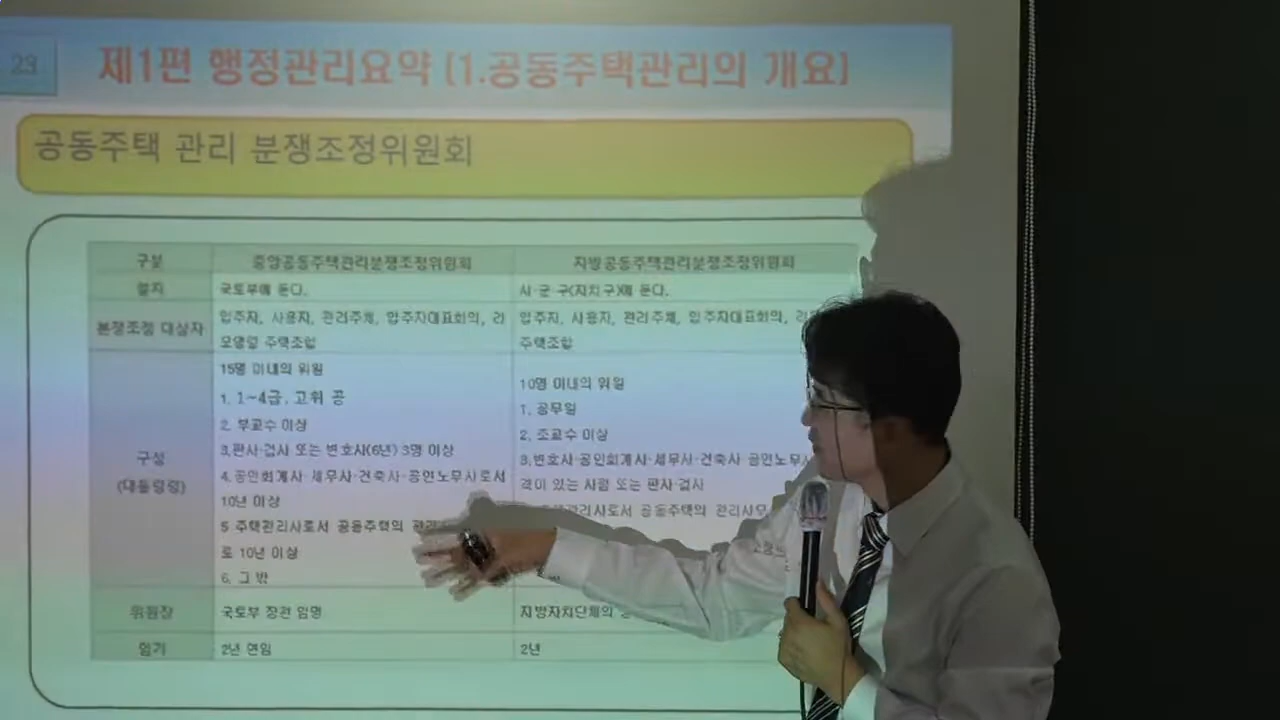 23
제1편 행정관리요약 [1.공동주택관리의 개요]
공동주택 관리 분쟁조정위원회
구분 중앙공동주택관리분쟁조정위원회 지방공동주택관리분쟁조정위원회
설치 국토부에 둔다. 시·군·구(자치구)에 둔다.
분쟁조정 대상자
입주자, 사용자, 관리주체, 입주자대표회의, 리
모델링 주택조합
입주자, 사용자, 관리주체, 입주자대표회의,
주택조합
구성
(대통령령)
15명 이내의 위원
1. 1~4급. 고위 공
2. 부교수 이상
3.판사·검사 또는 변호사(6년) 3명 이상
4.공인회계사·세무사·건축사·공인노무사로서
10년 이상
5 주택관리사로서 공동주택의
로 10년 이상
6. 그 밖
10명 이내의 위원
1. 공무원
2. 조교수 이상
3.변호사·공인회계사·세무사·건축사·공인노무사
격이 있는 사람 또는 판사·검사
관리사로서 공동주택의 관리사무
위원장 국토부 장관 임명 지방자치단체의
임기 2년 연임 2년